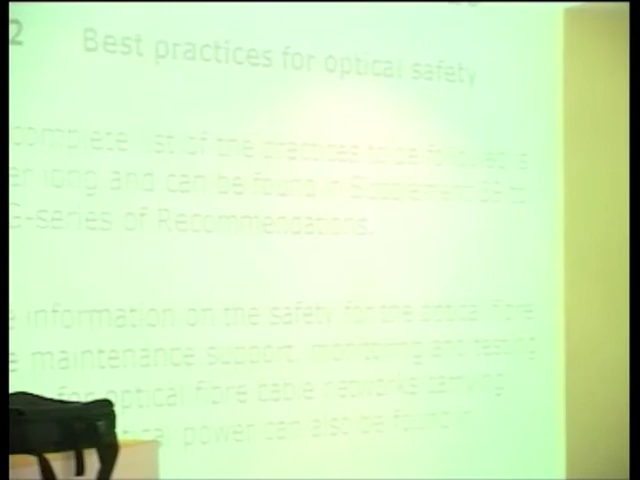 2 Best practices for optical safety
complete list of the practices to be followed is
long and can be found in Supplement
G-series of Recommendations.
information on the safety for the optical fibre
maintenance support, monitoring and testing
for optical fibre cable networks carrying
power can also be found in